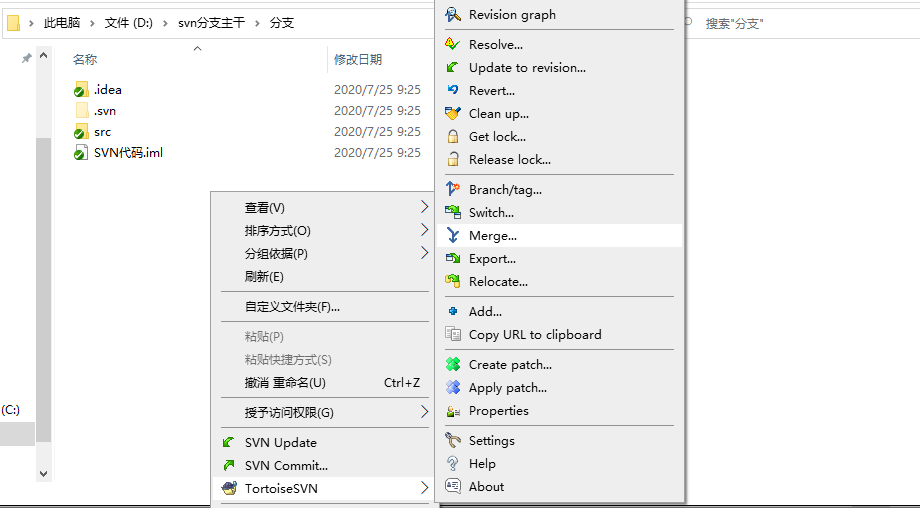 此电脑 文件 (D:) svn分支主干 分支
搜索"分支"
名称
修改日期
.idea 2020/7/25 9:25
.svn 2020/7/25 9:25
src 2020/7/25 9:25
SVN代码.iml 2020/7/25 9:25
(C:)
查看(V)
排序方式(O)
分组依据(P)
刷新(E)
自定义文件夹(F)...
粘贴(P)
粘贴快捷方式(S)
撤消 重命名(U) Ctrl+Z
授予访问权限(G)
SVN Update
SVN Commit...
TortoiseSVN
Revision graph
Resolve...
Update to revision...
Revert...
Clean up...
Get lock...
Release lock...
Branch/tag...
Switch...
Merge...
Export...
Relocate...
Add...
Copy URL to clipboard
Create patch...
Apply patch...
Properties
Settings
Help
About